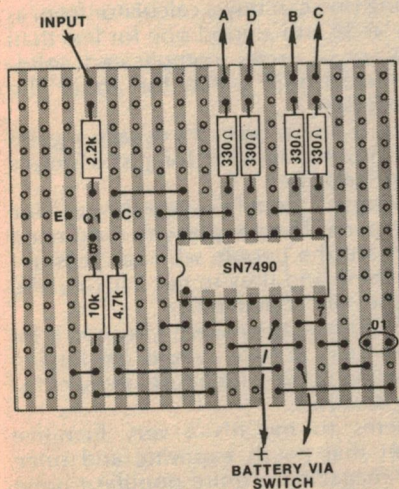 INPUT
A D B C
2.2k
330Ω 330Ω 330Ω 330Ω
E Q1 C
B
SN7490
10k 4.7k
7
.01
+ −
BATTERY VIA
SWITCH